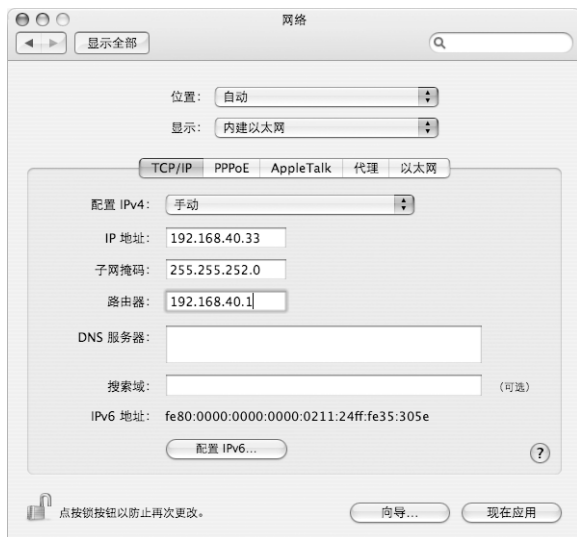 网络
显示全部
位置: 自动
显示: 内建以太网
TCP/IP PPPoE AppleTalk 代理 以太网
配置 IPv4: 手动
IP 地址: 192.168.40.33
子网掩码: 255.255.252.0
路由器: 192.168.40.1
DNS 服务器:
搜索域: (可选)
IPv6 地址: fe80:0000:0000:0000:0211:24ff:fe35:305e
配置 IPv6...
?
点按锁按钮以防止再次更改。 向导... 现在应用